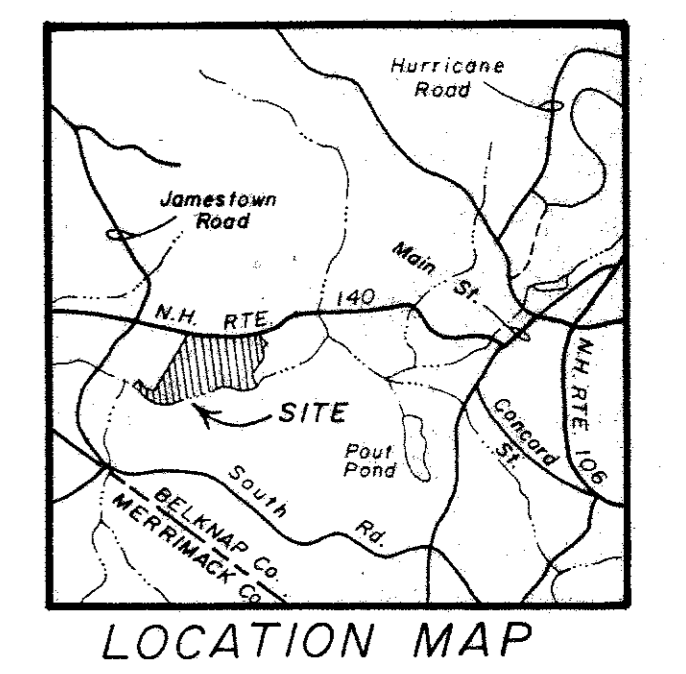 Hurricane
Road
Jamestown
Road
Main St.
N.H. RTE. 140
SITE
Pout
Pond
Concord St.
N.H. RTE. 106
South Rd.
BELKNAP Co.
MERRIMACK Co.
LOCATION MAP